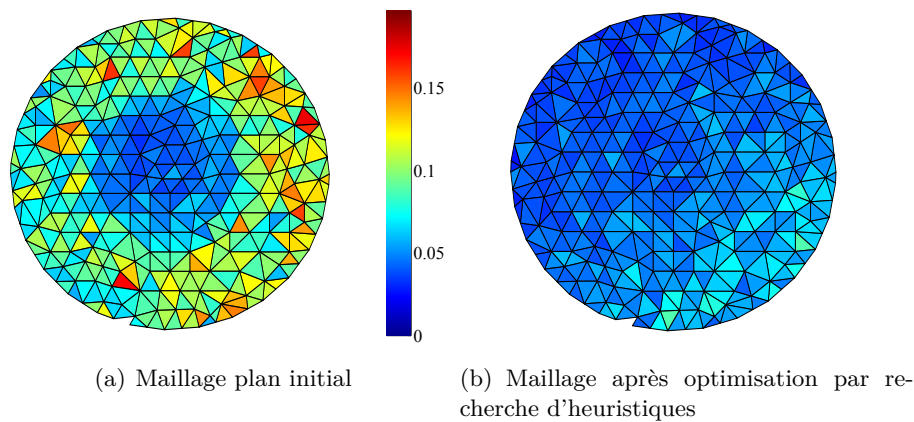 0.15
0.1
0.05
0
(a) Maillage plan initial
(b) Maillage après optimisation par re-
cherche d'heuristiques